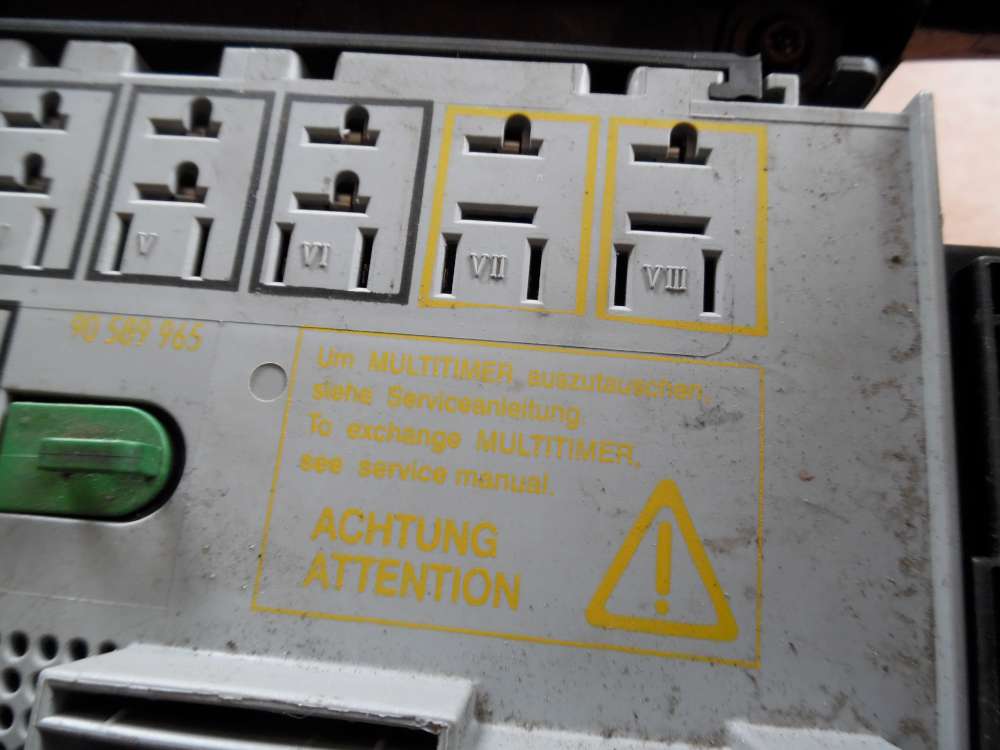 V
VI
VII
VIII
90 589 965
Um MULTITIMER auszutauschen,
siehe Serviceanleitung.
To exchange MULTITIMER,
see service manual.
ACHTUNG
ATTENTION
!